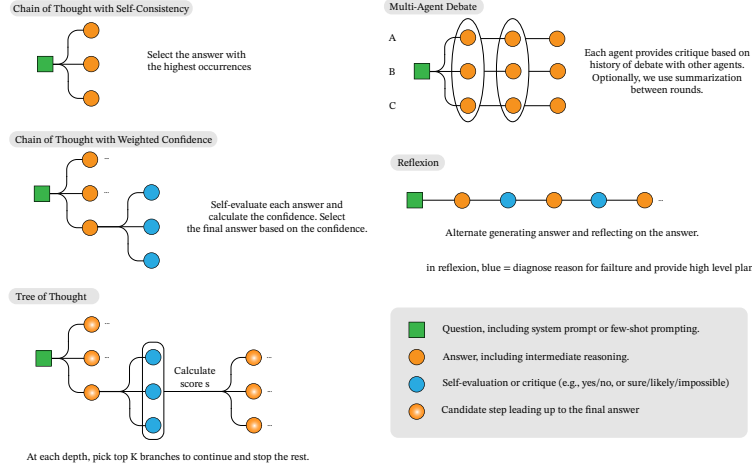 Chain of Thought with Self-Consistency
Select the answer with
the highest occurrences
Chain of Thought with Weighted Confidence
...
...
Self-evaluate each answer and
calculate the confidence. Select
the final answer based on the confidence.
Tree of Thought
...
...
Calculate
score s
...
...
...
At each depth, pick top K branches to continue and stop the rest.
Multi-Agent Debate
A
B
C
Each agent provides critique based on
history of debate with other agents.
Optionally, we use summarization
between rounds.
Reflexion
...
Alternate generating answer and reflecting on the answer.
in reflexion, blue = diagnose reason for failture and provide high level plan
Question, including system prompt or few-shot prompting.
Answer, including intermediate reasoning.
Self-evaluation or critique (e.g., yes/no, or sure/likely/impossible)
Candidate step leading up to the final answer